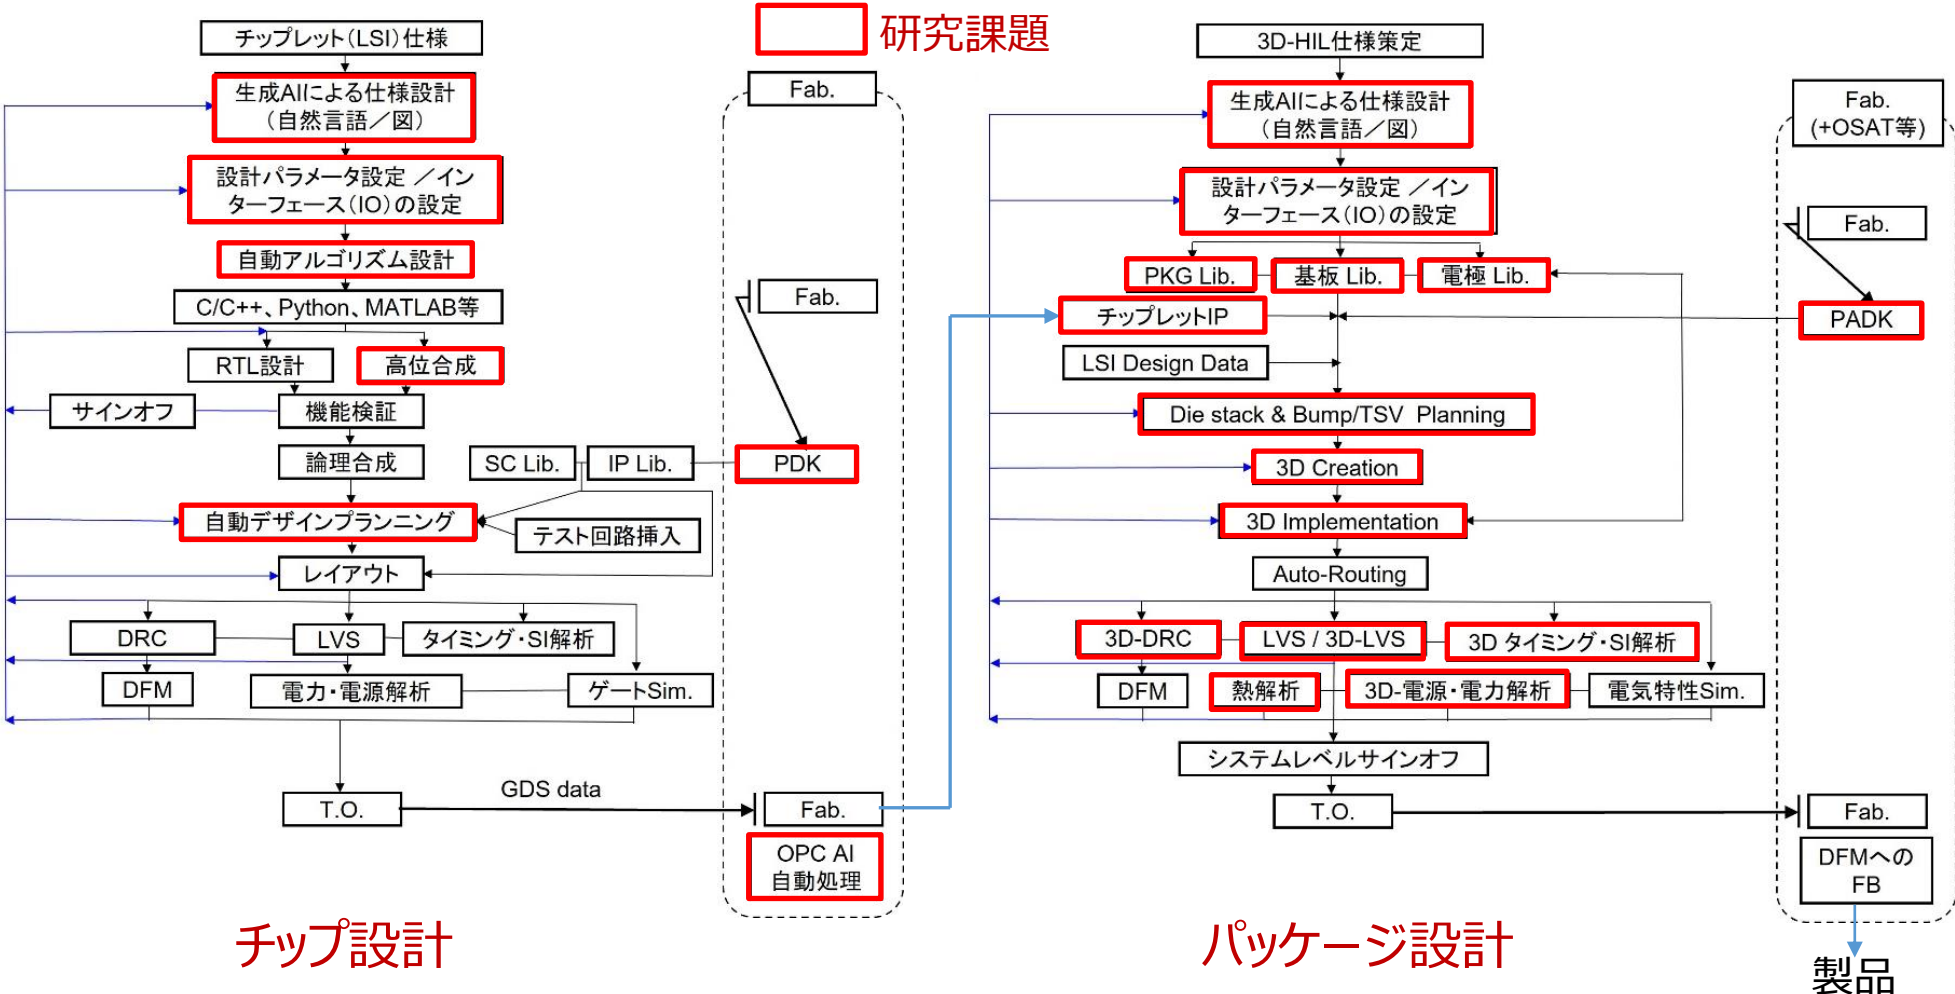 研究課題
チップレット(LSI)仕様
生成AIによる仕様設計
(自然言語／図)
設計パラメータ設定 ／イン
ターフェース(IO)の設定
自動アルゴリズム設計
C/C++、Python、MATLAB等
RTL設計
高位合成
サインオフ
機能検証
論理合成
SC Lib.
IP Lib.
自動デザインプランニング
テスト回路挿入
レイアウト
DRC
LVS
タイミング・SI解析
DFM
電力・電源解析
ゲートSim.
T.O.
GDS data
Fab.
Fab.
PDK
Fab.
OPC AI
自動処理
チップ設計
3D-HIL仕様策定
生成AIによる仕様設計
(自然言語／図)
設計パラメータ設定 ／イン
ターフェース(IO)の設定
PKG Lib.
基板 Lib.
電極 Lib.
チップレットIP
LSI Design Data
Die stack & Bump/TSV Planning
3D Creation
3D Implementation
Auto-Routing
3D-DRC
LVS / 3D-LVS
3D タイミング・SI解析
DFM
熱解析
3D-電源・電力解析
電気特性Sim.
システムレベルサインオフ
T.O.
Fab.
(+OSAT等)
Fab.
PADK
Fab.
DFMへの
FB
パッケージ設計
製品